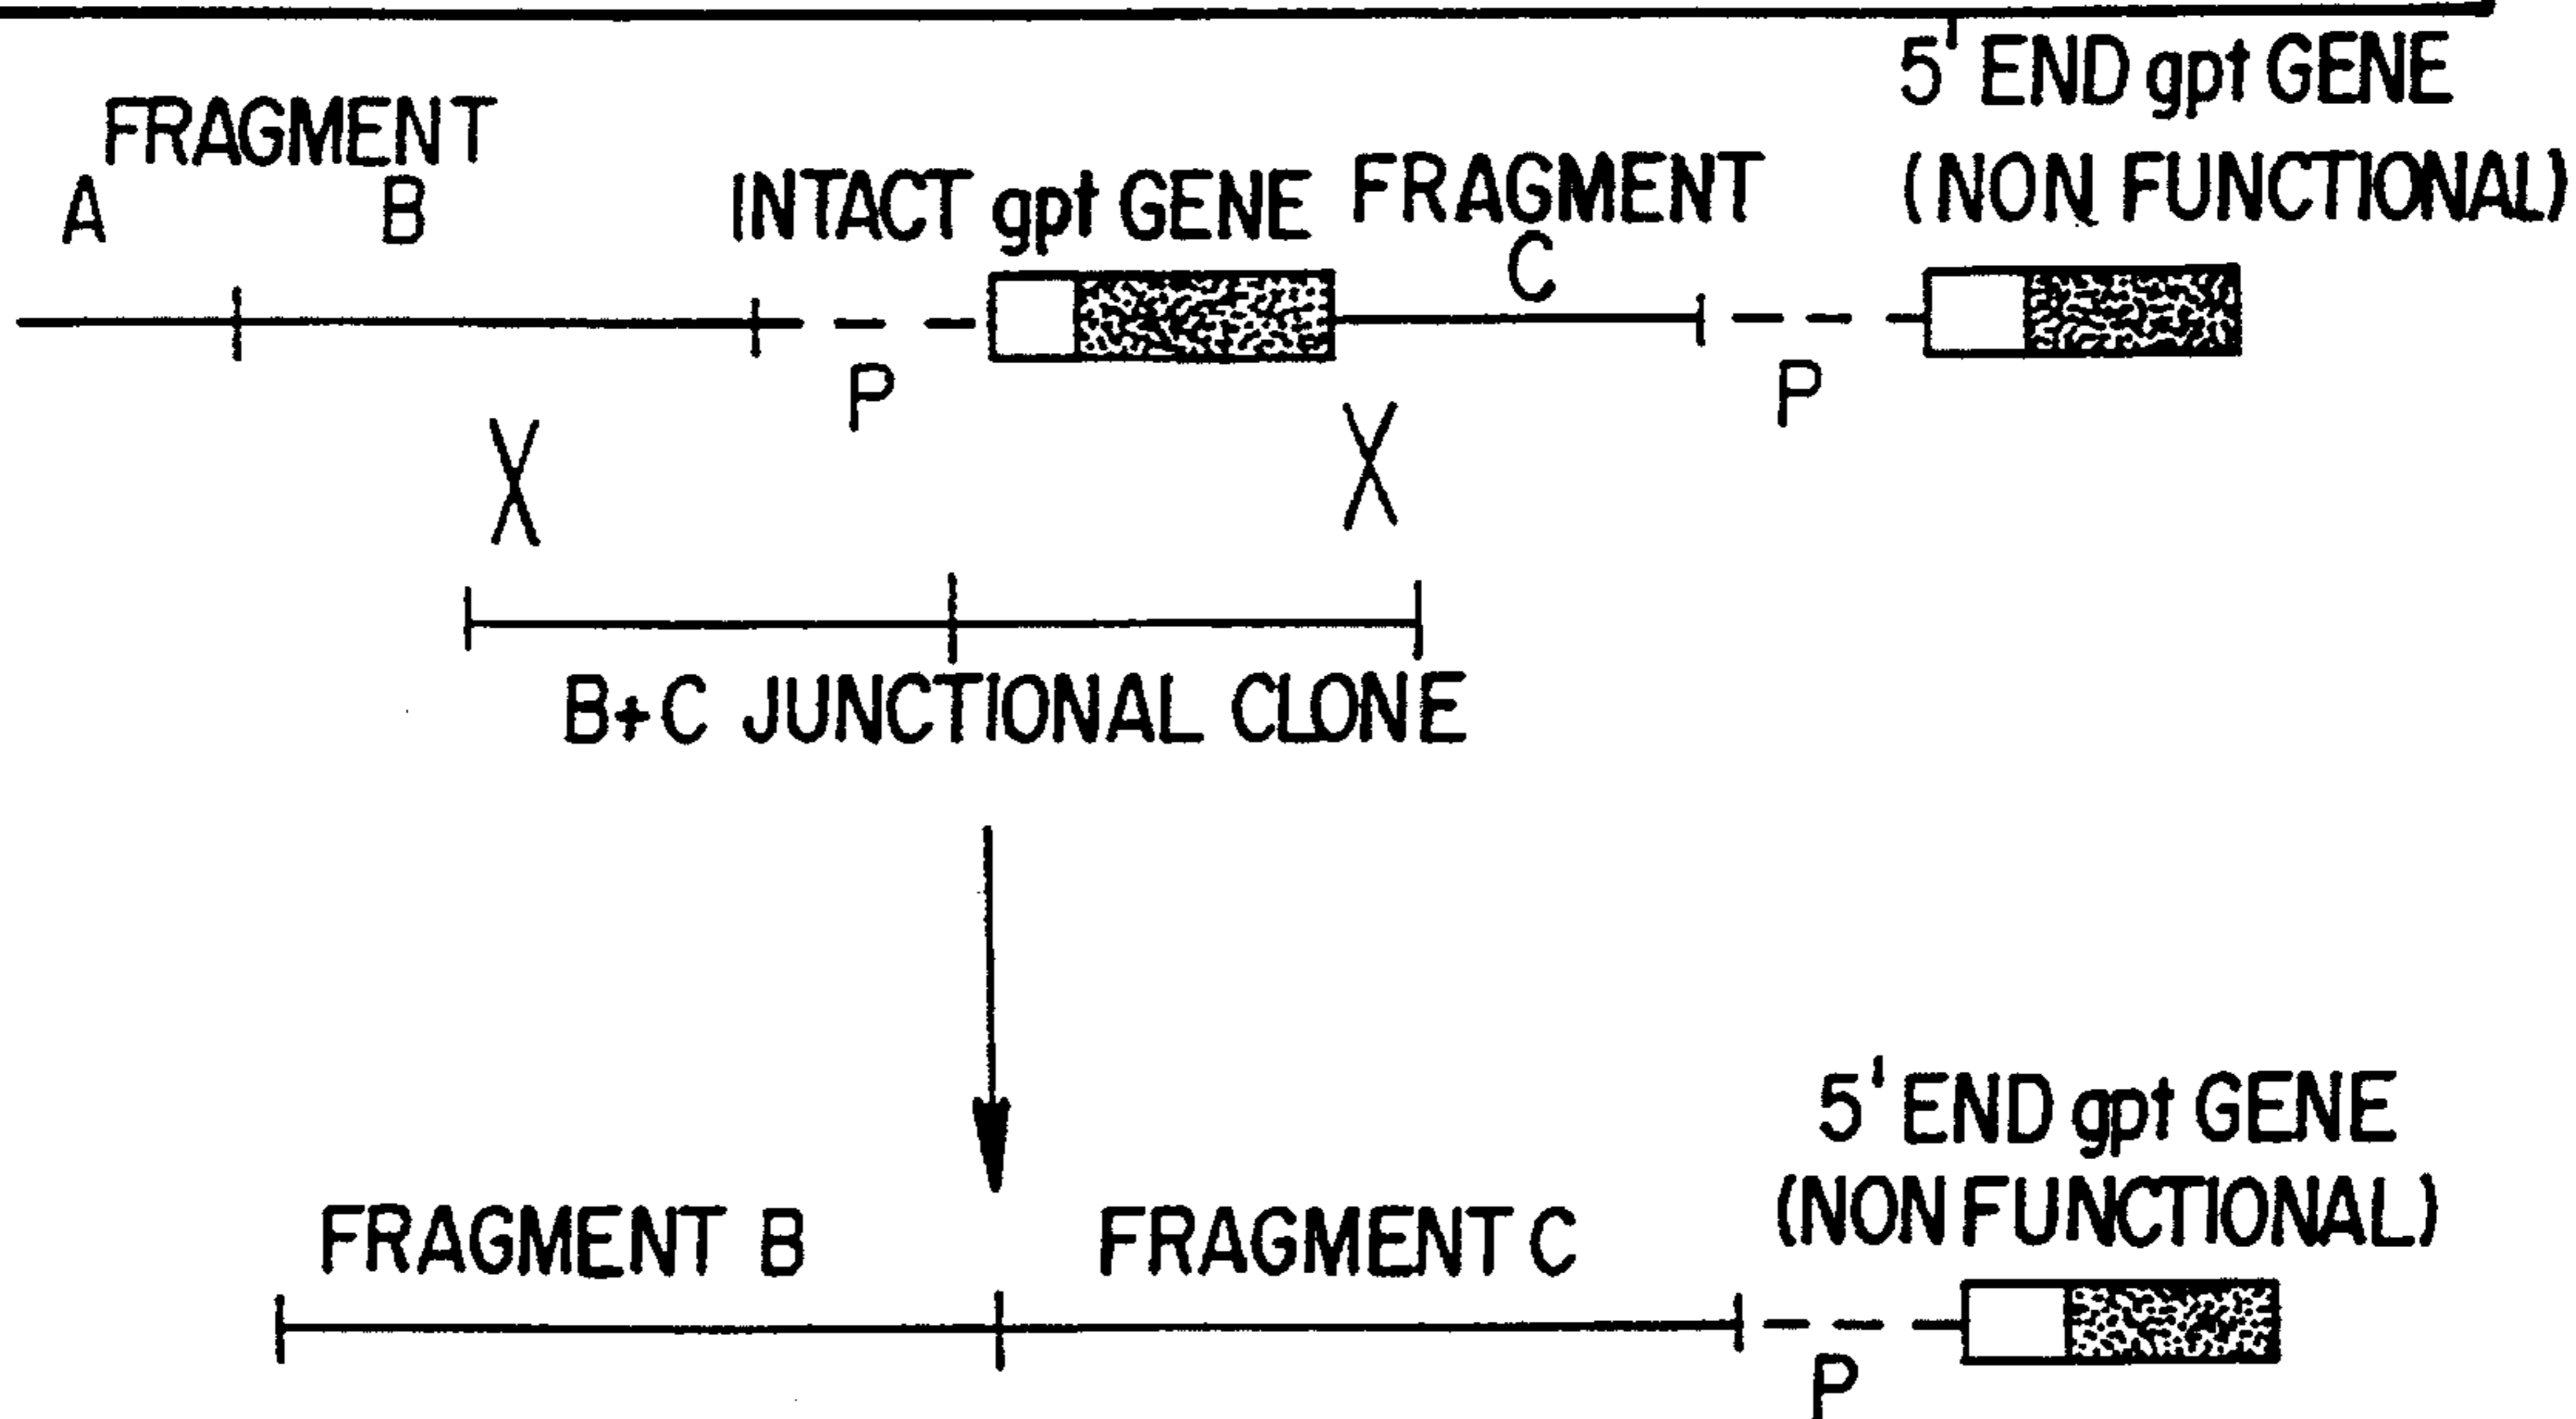 FRAGMENT
A B
INTACT gpt GENE
FRAGMENT
C
5' END gpt GENE
(NON FUNCTIONAL)
P
P
X
X
B+C JUNCTIONAL CLONE
FRAGMENT B
FRAGMENT C
5' END gpt GENE
(NON FUNCTIONAL)
P